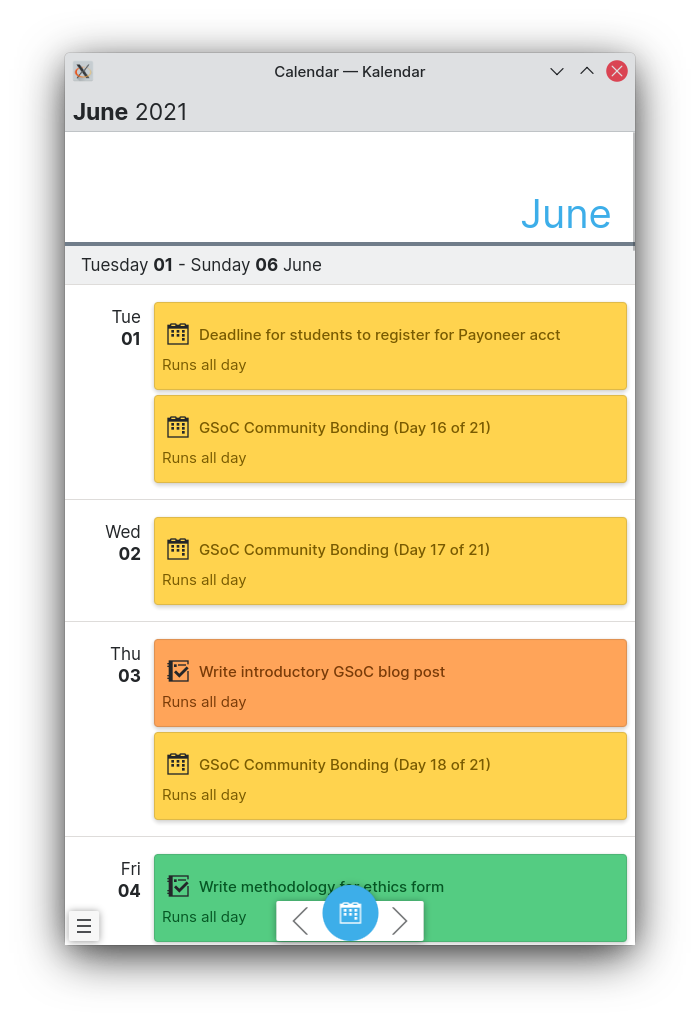 Calendar — Kalendar
June 2021
June
Tuesday 01 - Sunday 06 June
Tue
01
Deadline for students to register for Payoneer acct
Runs all day
GSoC Community Bonding (Day 16 of 21)
Runs all day
Wed
02
GSoC Community Bonding (Day 17 of 21)
Runs all day
Thu
03
Write introductory GSoC blog post
Runs all day
GSoC Community Bonding (Day 18 of 21)
Runs all day
Fri
04
Write methodology for ethics form
Runs all day